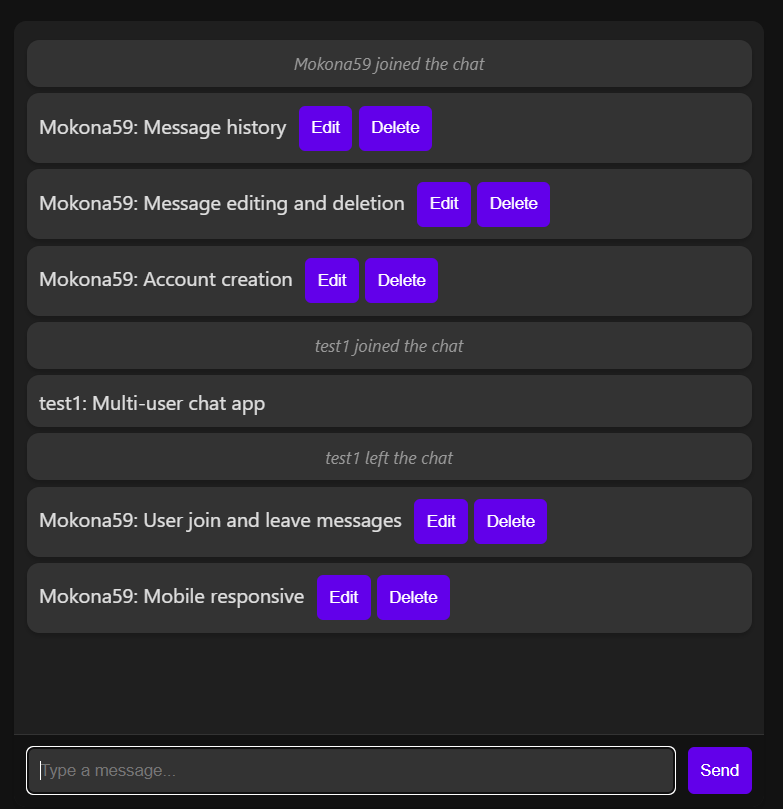 Mokona59 joined the chat
Mokona59: Message history Edit Delete
Mokona59: Message editing and deletion Edit Delete
Mokona59: Account creation Edit Delete
test1 joined the chat
test1: Multi-user chat app
test1 left the chat
Mokona59: User join and leave messages Edit Delete
Mokona59: Mobile responsive Edit Delete
Type a message... Send